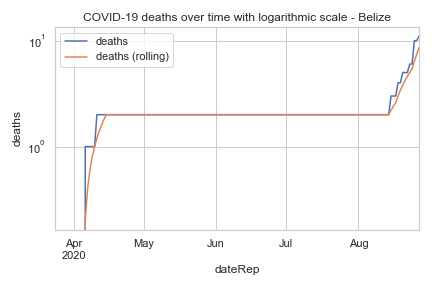 COVID-19 deaths over time with logarithmic scale - Belize
deaths
deaths (rolling)
10¹
10⁰
deaths
Apr May Jun Jul Aug
2020
dateRep